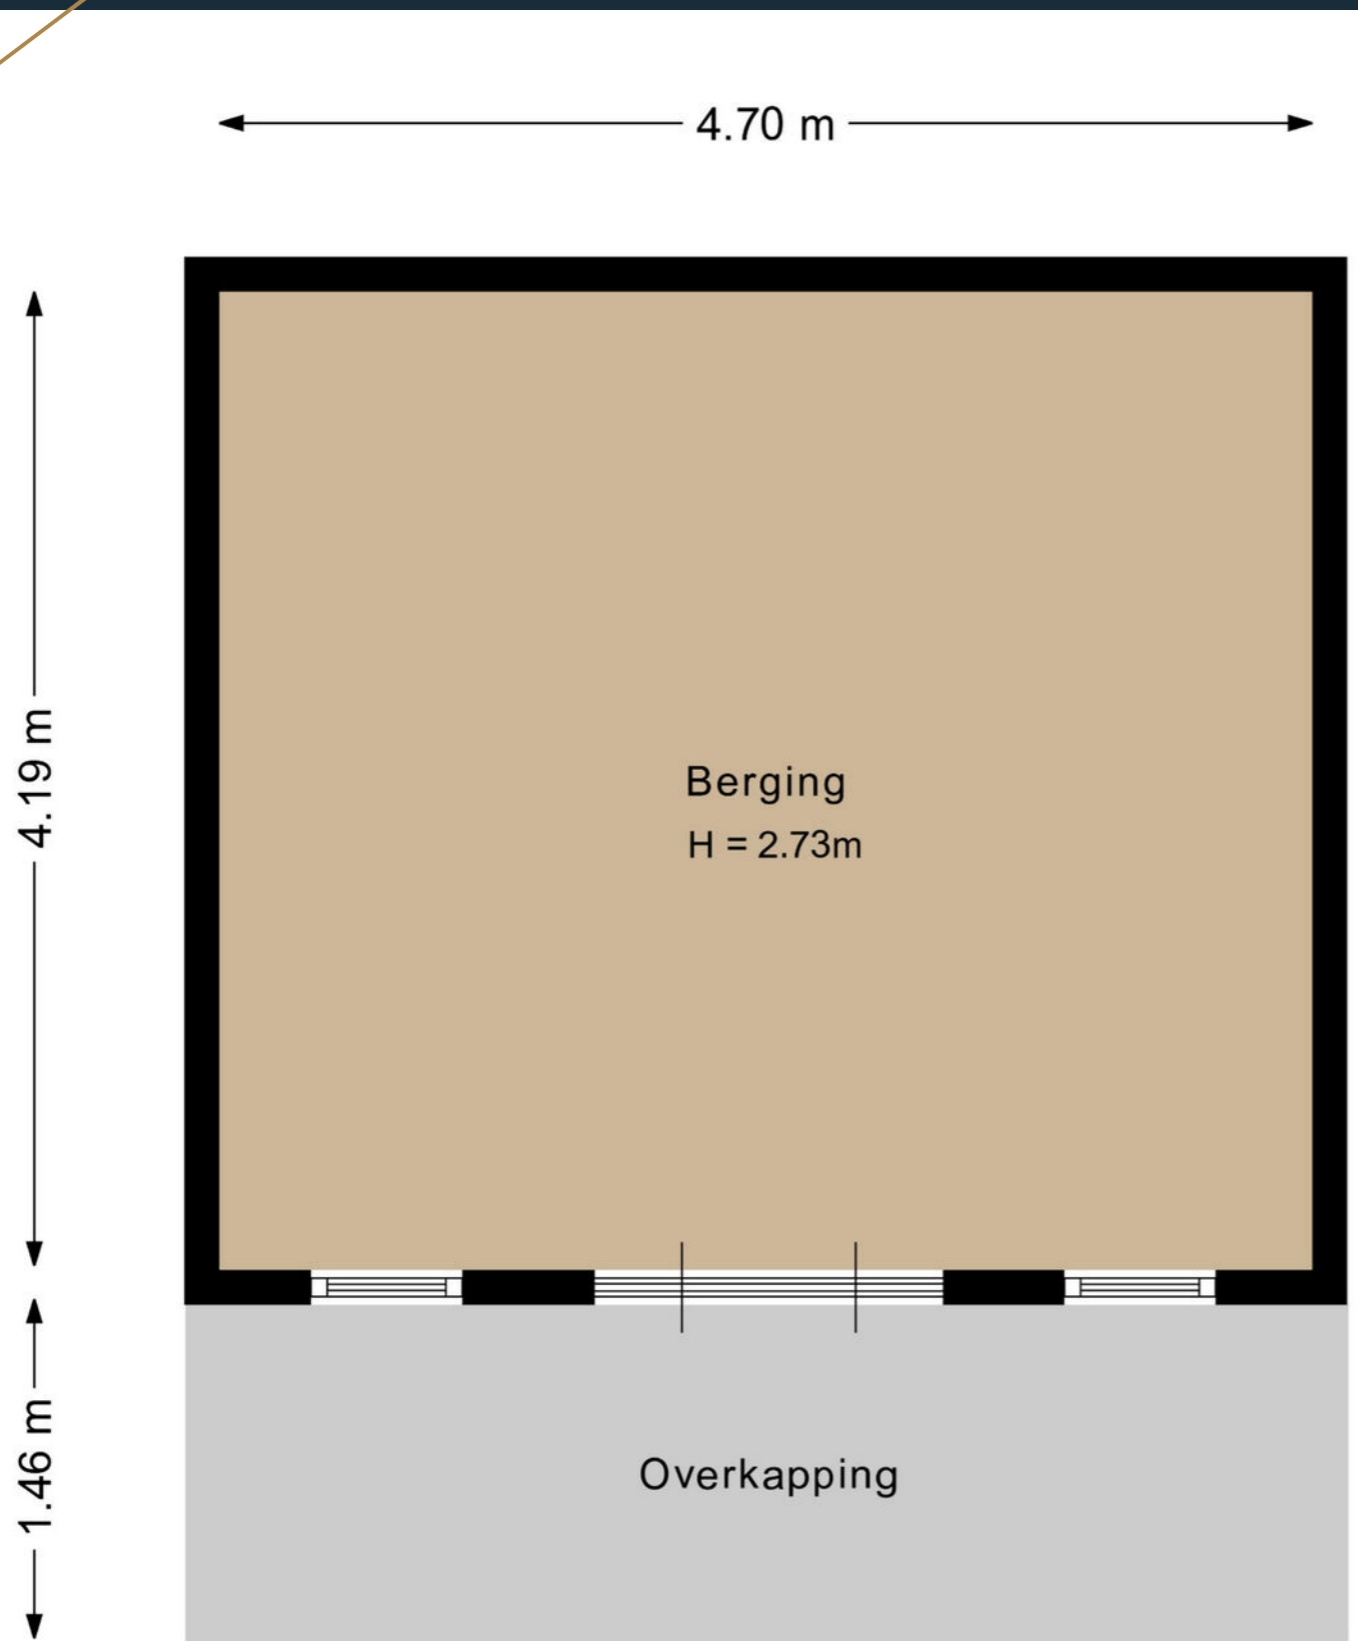 4.70 m
4.19 m
Berging
H = 2.73m
1.46 m
Overkapping